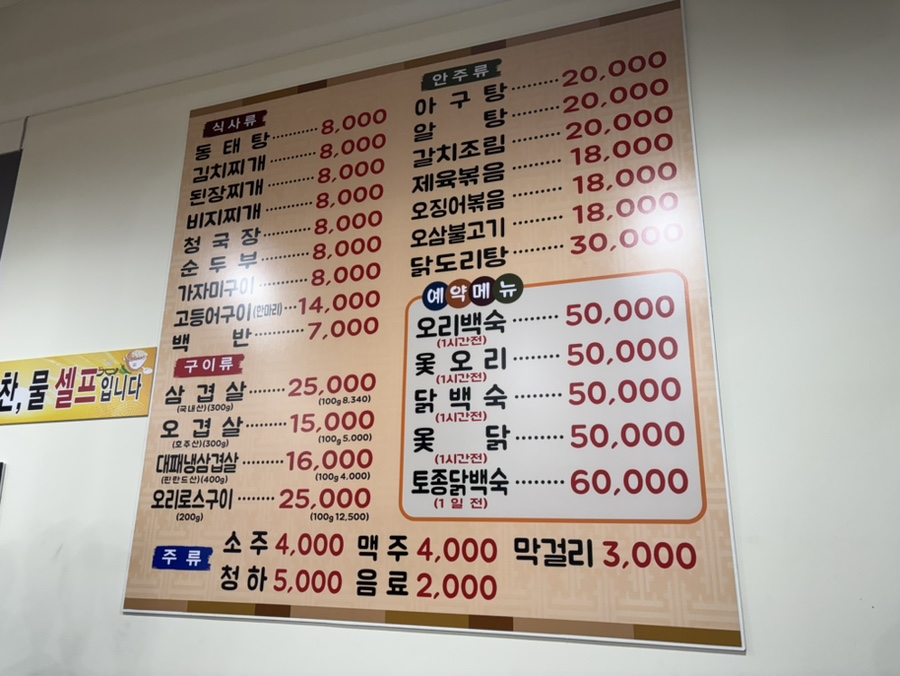 식사류
동태탕 8,000
김치찌개 8,000
된장찌개 8,000
비지찌개 8,000
청국장 8,000
순두부 8,000
가자미구이 8,000
고등어구이(한마리) 14,000
백반 7,000
구이류
삼겹살 25,000
(국내산)(300g) (100g 8.340)
오겹살 15,000
(호주산)(300g) (100g 5.000)
대패냉삼겹살 16,000
(핀란드산)(400g) (100g 4.000)
오리로스구이 25,000
(200g) (100g 12,500)
안주류
아구탕 20,000
알탕 20,000
갈치조림 20,000
제육볶음 18,000
오징어볶음 18,000
오삼불고기 18,000
닭도리탕 30,000
예약메뉴
오리백숙 50,000
(1시간전)
옻오리 50,000
(1시간전)
닭백숙 50,000
(1시간전)
옻닭 50,000
(1시간전)
토종닭백숙 60,000
(1일전)
주류
소주 4,000 맥주 4,000 막걸리 3,000
청하 5,000 음료 2,000
찬, 물 셀프입니다